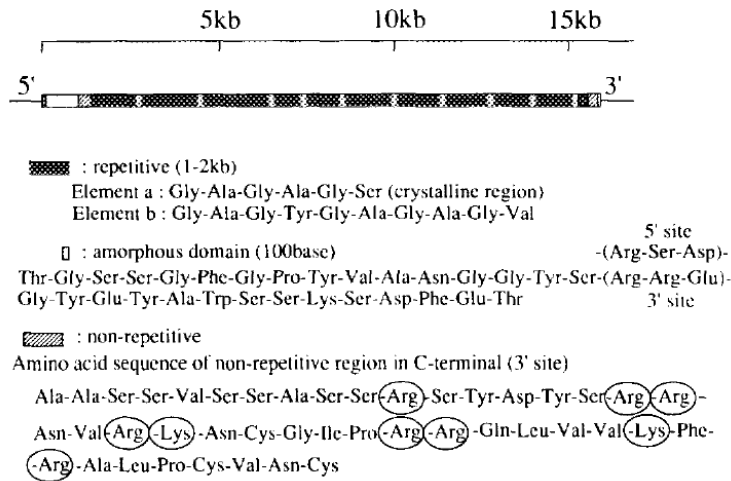 5kb 10kb 15kb
5' 3'
: repetitive (1-2kb)
Element a : Gly-Ala-Gly-Ala-Gly-Ser (crystalline region)
Element b : Gly-Ala-Gly-Tyr-Gly-Ala-Gly-Ala-Gly-Val
5' site
: amorphous domain (100base) -(Arg-Ser-Asp)-
Thr-Gly-Ser-Ser-Gly-Phe-Gly-Pro-Tyr-Val-Ala-Asn-Gly-Gly-Tyr-Ser-(Arg-Arg-Glu)-
Gly-Tyr-Glu-Tyr-Ala-Trp-Ser-Ser-Lys-Ser-Asp-Phe-Glu-Thr 3' site
: non-repetitive
Amino acid sequence of non-repetitive region in C-terminal (3' site)
Ala-Ala-Ser-Ser-Val-Ser-Ser-Ala-Ser-Ser-Arg-Ser-Tyr-Asp-Tyr-Ser-Arg-Arg-
Asn-Val-Arg-Lys-Asn-Cys-Gly-Ile-Pro-Arg-Arg-Gln-Leu-Val-Val-Lys-Phe-
-Arg-Ala-Leu-Pro-Cys-Val-Asn-Cys